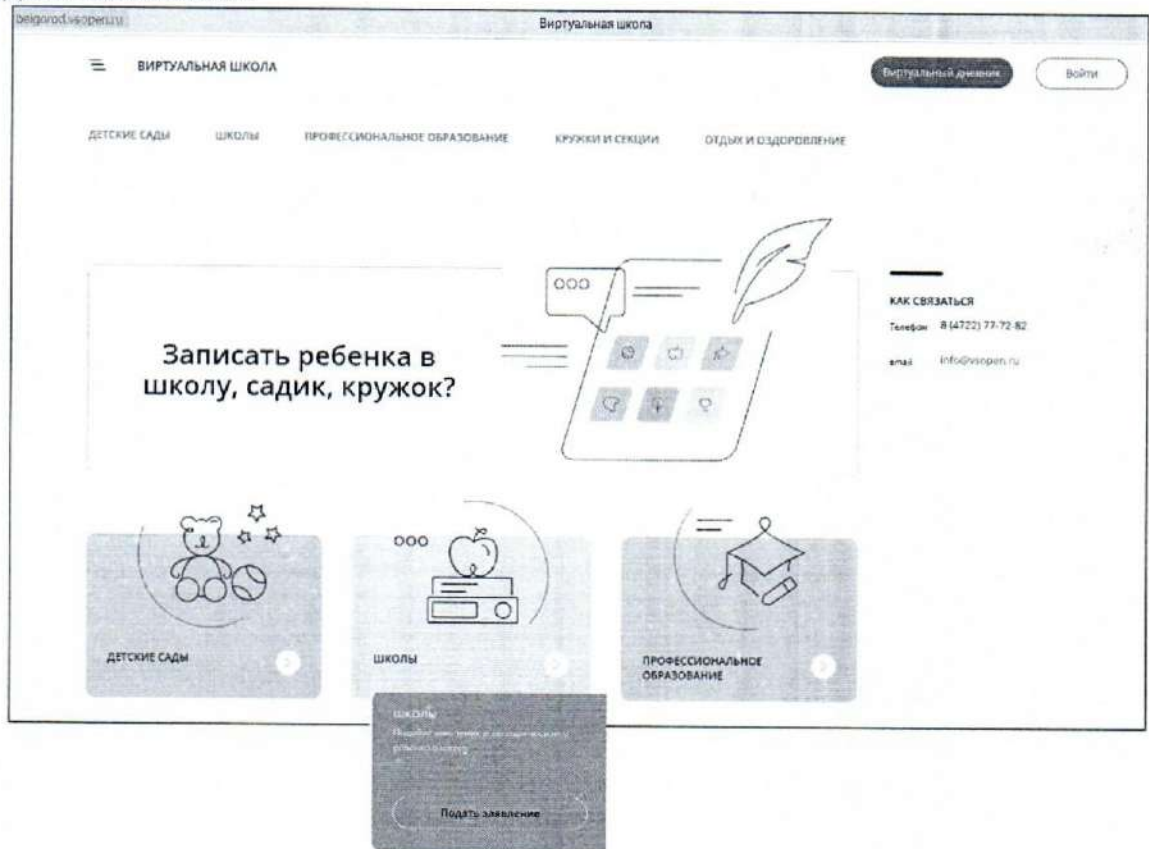 belgorod.vsopen.ru
Виртуальная школа
ВИРТУАЛЬНАЯ ШКОЛА
Виртуальный дневник
Войти
ДЕТСКИЕ САДЫ ШКОЛЫ ПРОФЕССИОНАЛЬНОЕ ОБРАЗОВАНИЕ КРУЖКИ И СЕКЦИИ ОТДЫХ И ОЗДОРОВЛЕНИЕ
Записать ребенка в
школу, садик, кружок?
КАК СВЯЗАТЬСЯ
Телефон 8 (4722) 77-72-82
email info@vsopen.ru
ДЕТСКИЕ САДЫ
ШКОЛЫ
ПРОФЕССИОНАЛЬНОЕ
ОБРАЗОВАНИЕ
ШКОЛЫ
Подать заявление